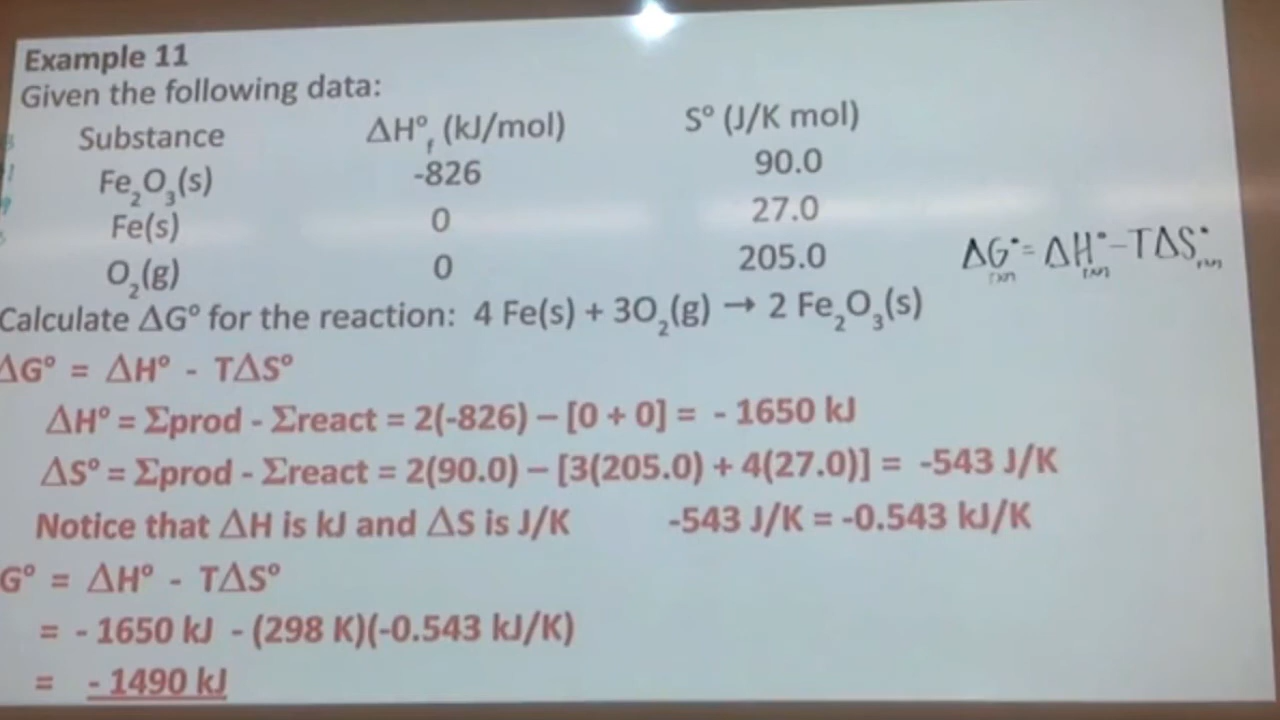 Example 11
Given the following data:
Substance ΔH°f (kJ/mol) S° (J/K mol)
Fe₂O₃(s) -826 90.0
Fe(s) 0 27.0
O₂(g) 0 205.0
ΔG°rxn = ΔH°rxn - TΔS°rxn
Calculate ΔG° for the reaction: 4 Fe(s) + 3O₂(g) → 2 Fe₂O₃(s)
ΔG° = ΔH° - TΔS°
ΔH° = Σprod - Σreact = 2(-826) – [0 + 0] = - 1650 kJ
ΔS° = Σprod - Σreact = 2(90.0) – [3(205.0) + 4(27.0)] = -543 J/K
Notice that ΔH is kJ and ΔS is J/K -543 J/K = -0.543 kJ/K
G° = ΔH° - TΔS°
= - 1650 kJ - (298 K)(-0.543 kJ/K)
= - 1490 kJ